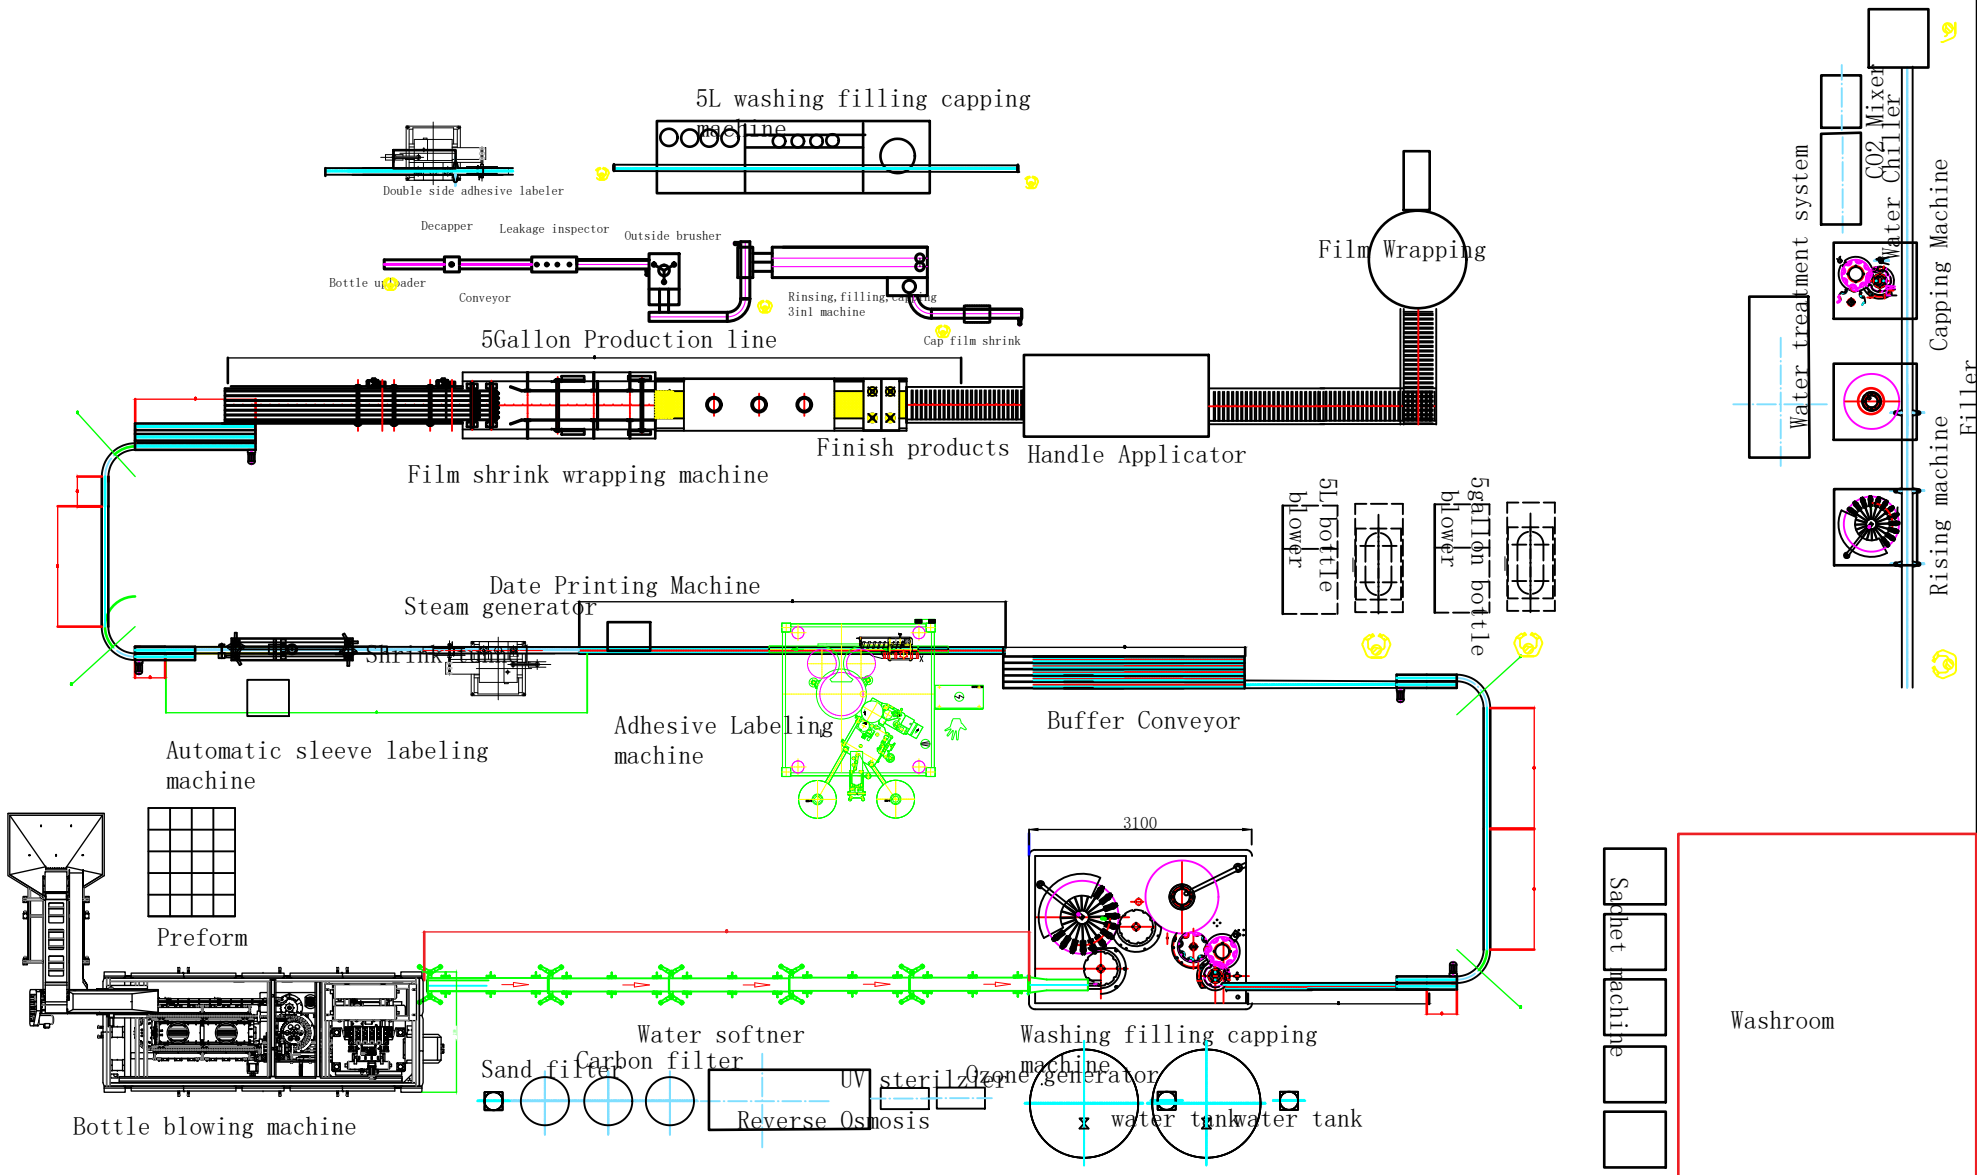 5L washing filling capping
machine
Double side adhesive labeler
Decapper
Leakage inspector
Outside brusher
Bottle uploader
Conveyor
Rinsing,filling,capping
3in1 machine
Cap film shrink
5Gallon Production line
Film Wrapping
Film shrink wrapping machine
Finish products
Handle Applicator
CO2 Mixer
Water Chiller
Water treatment system
Capping Machine
Filler
Rising machine
5L bottle
blower
5gallon bottle
blower
Date Printing Machine
Steam generator
Shrink tunnel
Automatic sleeve labeling
machine
Adhesive Labeling
machine
Buffer Conveyor
3100
Preform
Bottle blowing machine
Water softner
Carbon filter
Sand filter
Reverse Osmosis
UV sterilzier
Ozone generator
Washing filling capping
machine
water tank
water tank
Sachet machine
Washroom